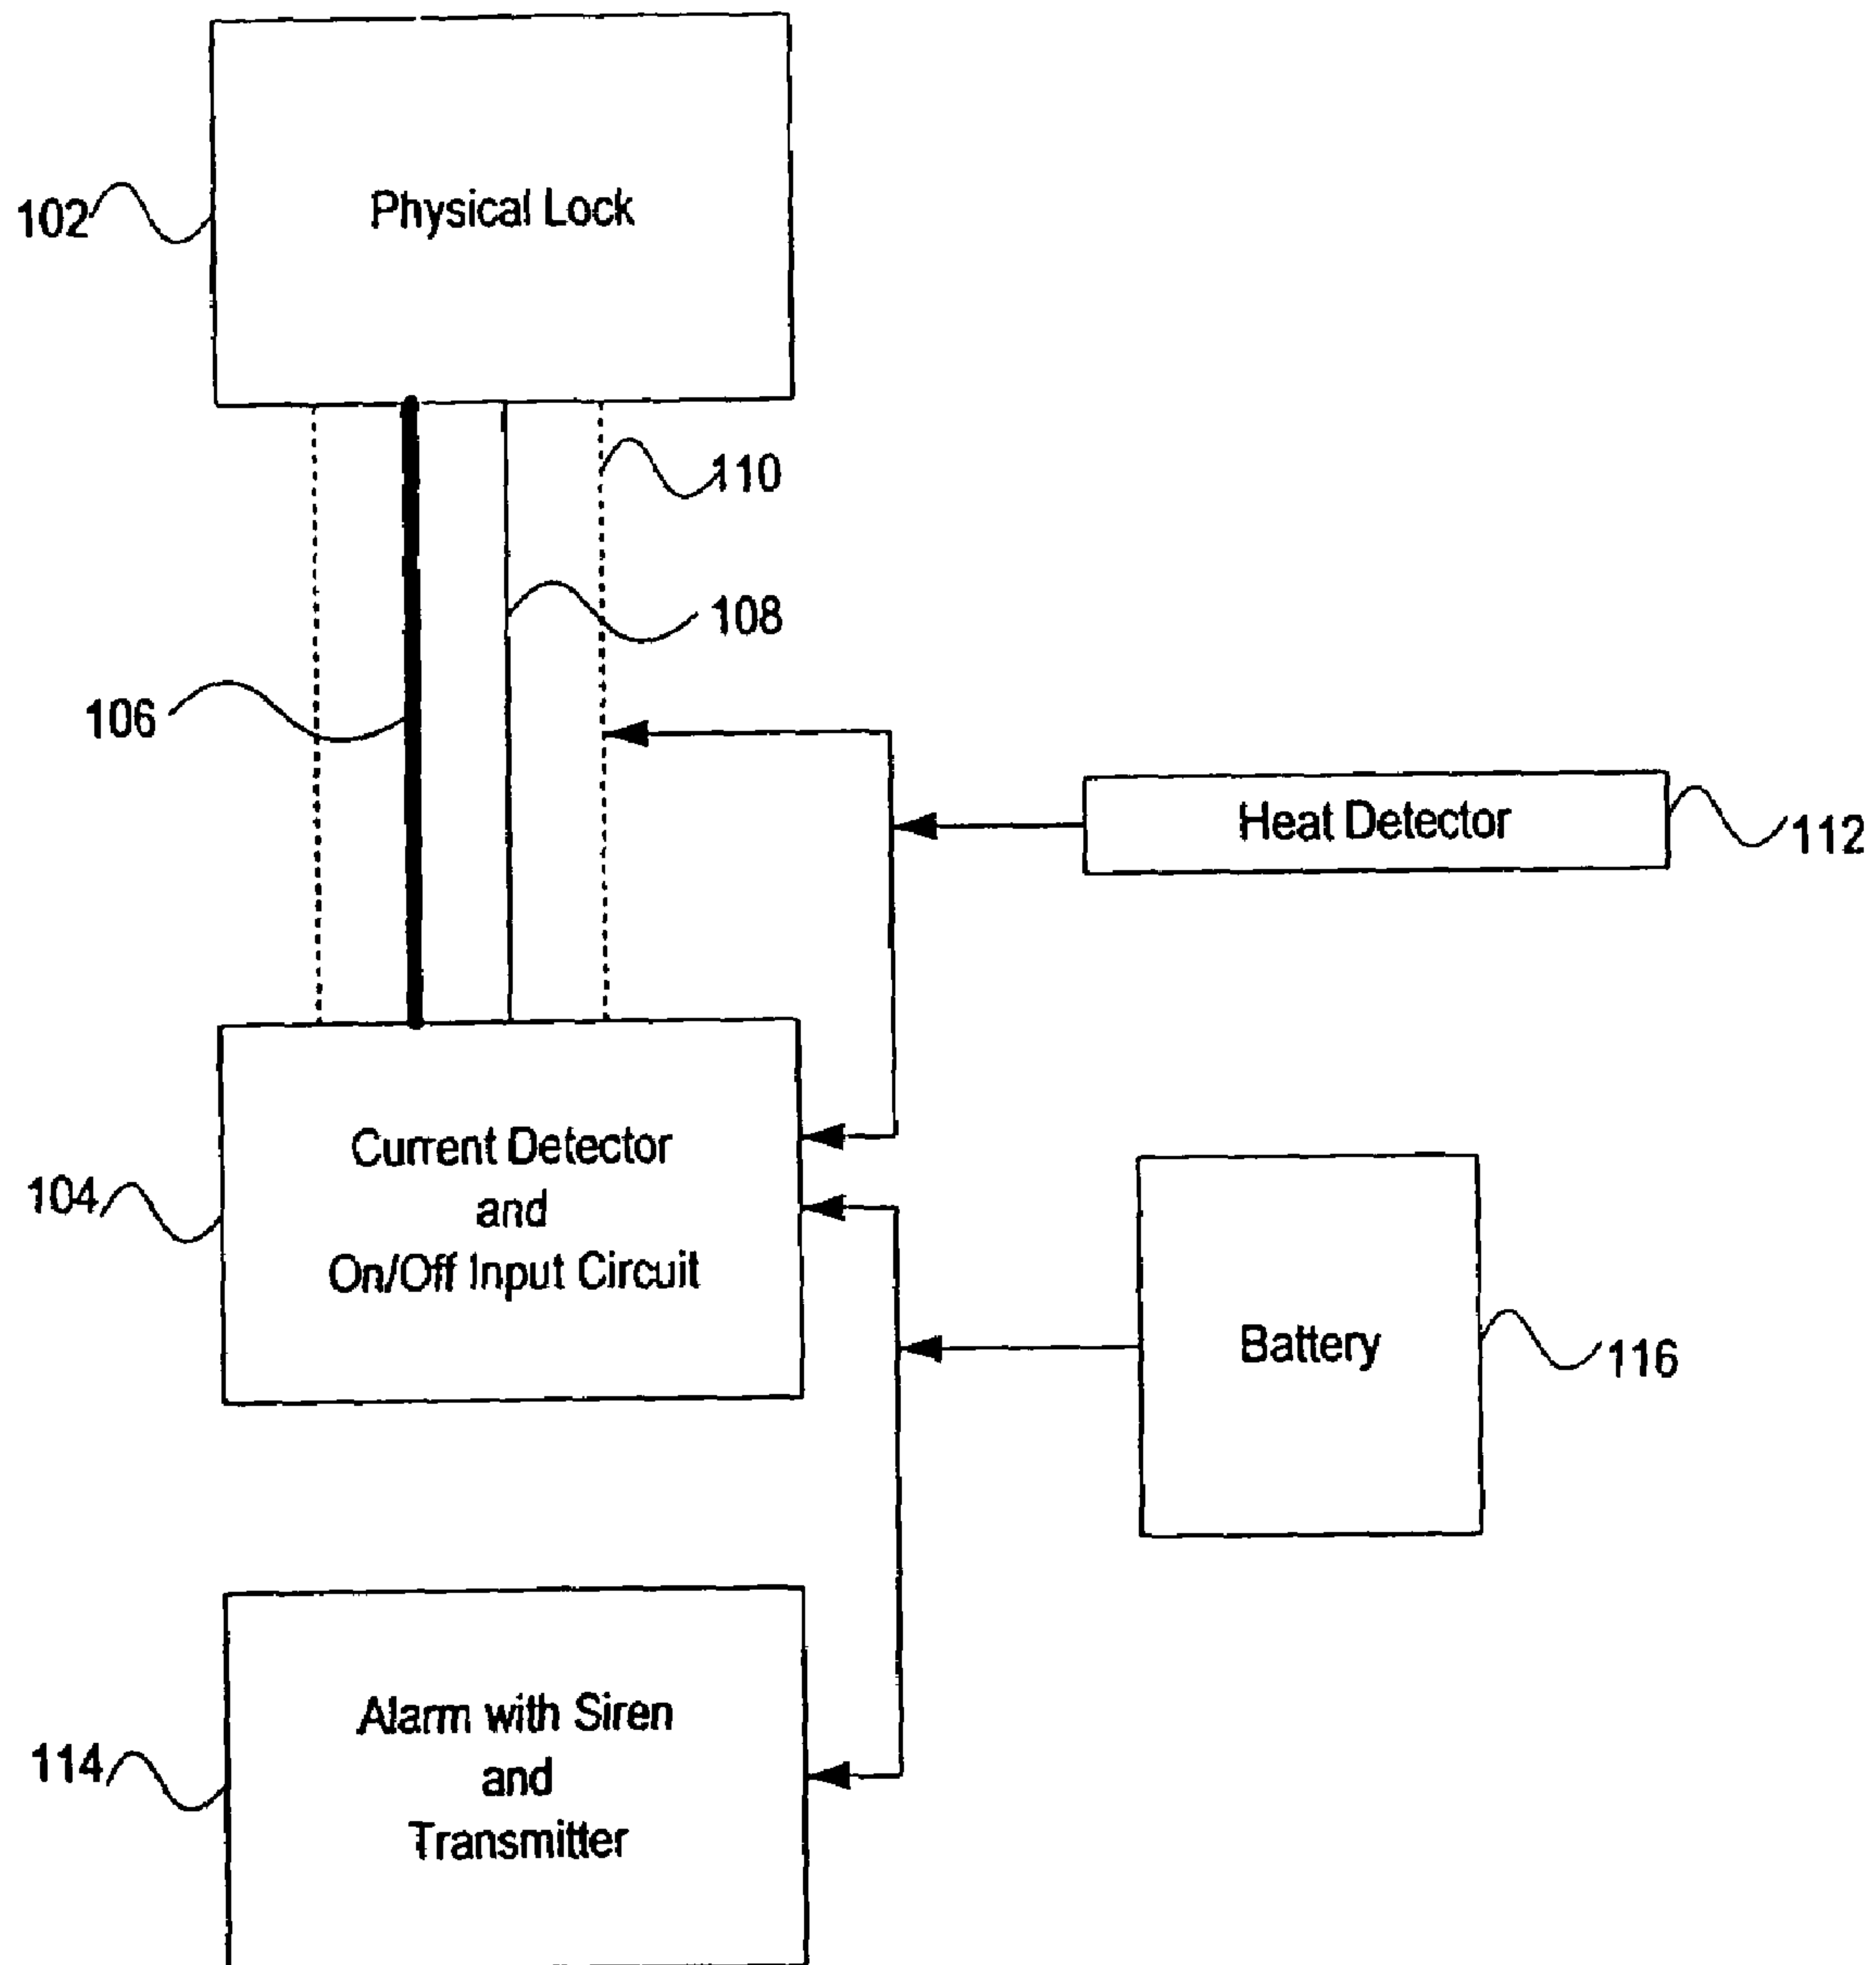 Physical Lock
102
110
108
106
Heat Detector
112
Current Detector
and
On/Off Input Circuit
104
Battery
116
Alarm with Siren
and
Transmitter
114